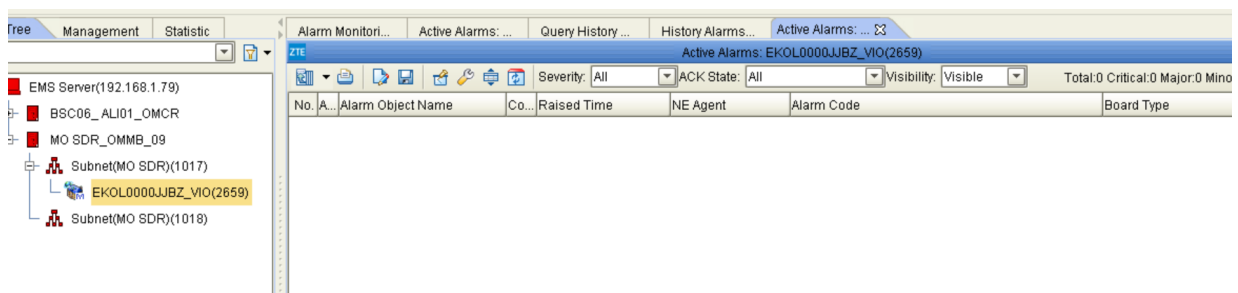 Tree Management Statistic Alarm Monitori... Active Alarms: ... Query History ... History Alarms... Active Alarms: ...
ZTE Active Alarms: EKOL0000JJBZ_VIO(2659)
Severity: All ACK State: All Visibility: Visible Total:0 Critical:0 Major:0 Mino
No. A... Alarm Object Name Co... Raised Time NE Agent Alarm Code Board Type
EMS Server(192.168.1.79)
BSC06_ ALI01_OMCR
MO SDR_OMMB_09
Subnet(MO SDR)(1017)
EKOL0000JJBZ_VIO(2659)
Subnet(MO SDR)(1018)